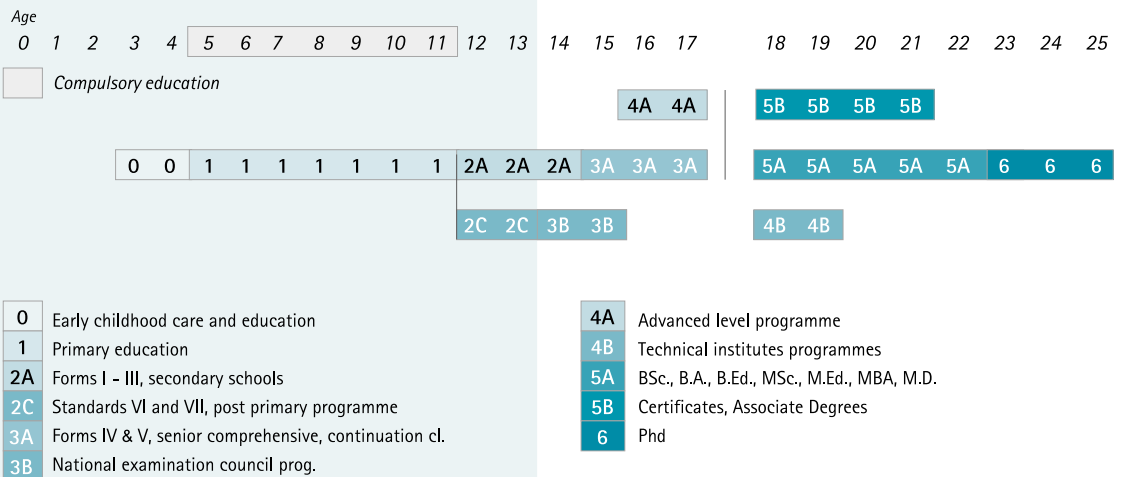 Age
0 1 2 3 4 5 6 7 8 9 10 11 12 13 14 15 16 17 18 19 20 21 22 23 24 25
Compulsory education
4A 4A 5B 5B 5B 5B
0 0 1 1 1 1 1 1 1 2A 2A 2A 3A 3A 3A 5A 5A 5A 5A 5A 6 6 6
2C 2C 3B 3B 4B 4B
0 Early childhood care and education
1 Primary education
2A Forms I - III, secondary schools
2C Standards VI and VII, post primary programme
3A Forms IV & V, senior comprehensive, continuation cl.
3B National examination council prog.
4A Advanced level programme
4B Technical institutes programmes
5A BSc., B.A., B.Ed., MSc., M.Ed., MBA, M.D.
5B Certificates, Associate Degrees
6 Phd